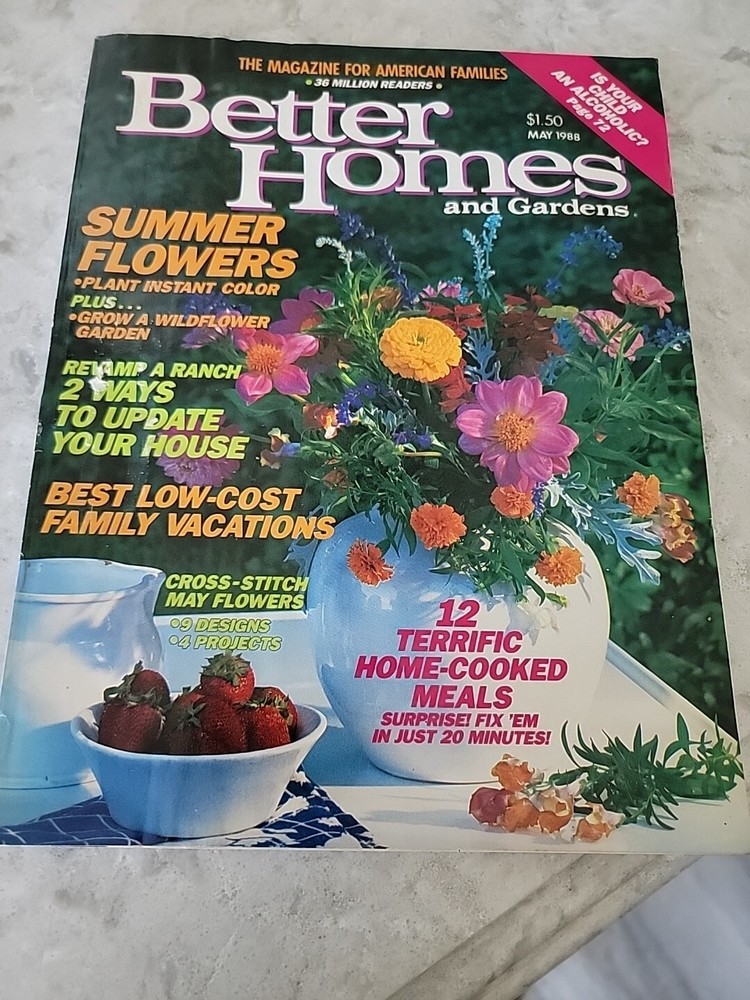 THE MAGAZINE FOR AMERICAN FAMILIES
• 36 MILLION READERS •
Better
Homes
and Gardens®
$1.50
MAY 1988
IS YOUR
CHILD
AN ALCOHOLIC?
Page 72
SUMMER
FLOWERS
•PLANT INSTANT COLOR
PLUS...
•GROW A WILDFLOWER
GARDEN
REVAMP A RANCH
2 WAYS
TO UPDATE
YOUR HOUSE
BEST LOW-COST
FAMILY VACATIONS
CROSS-STITCH
MAY FLOWERS
•9 DESIGNS
•4 PROJECTS
12
TERRIFIC
HOME-COOKED
MEALS
SURPRISE! FIX 'EM
IN JUST 20 MINUTES!